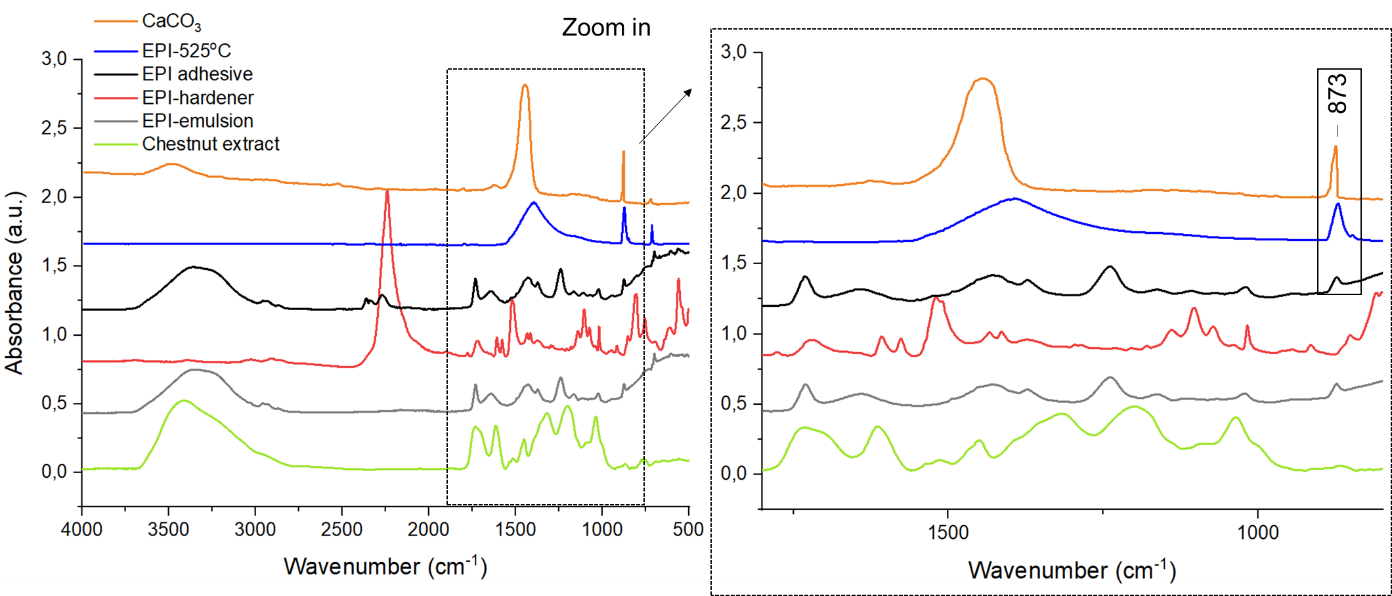 CaCO₃
EPI-525°C
EPI adhesive
EPI-hardener
EPI-emulsion
Chestnut extract
Zoom in
3,0
2,5
2,0
1,5
1,0
0,5
0,0
Absorbance (a.u.)
4000 3500 3000 2500 2000 1500 1000 500
Wavenumber (cm⁻¹)
3,0
2,5
2,0
1,5
1,0
0,5
0,0
873
1500 1000
Wavenumber (cm⁻¹)